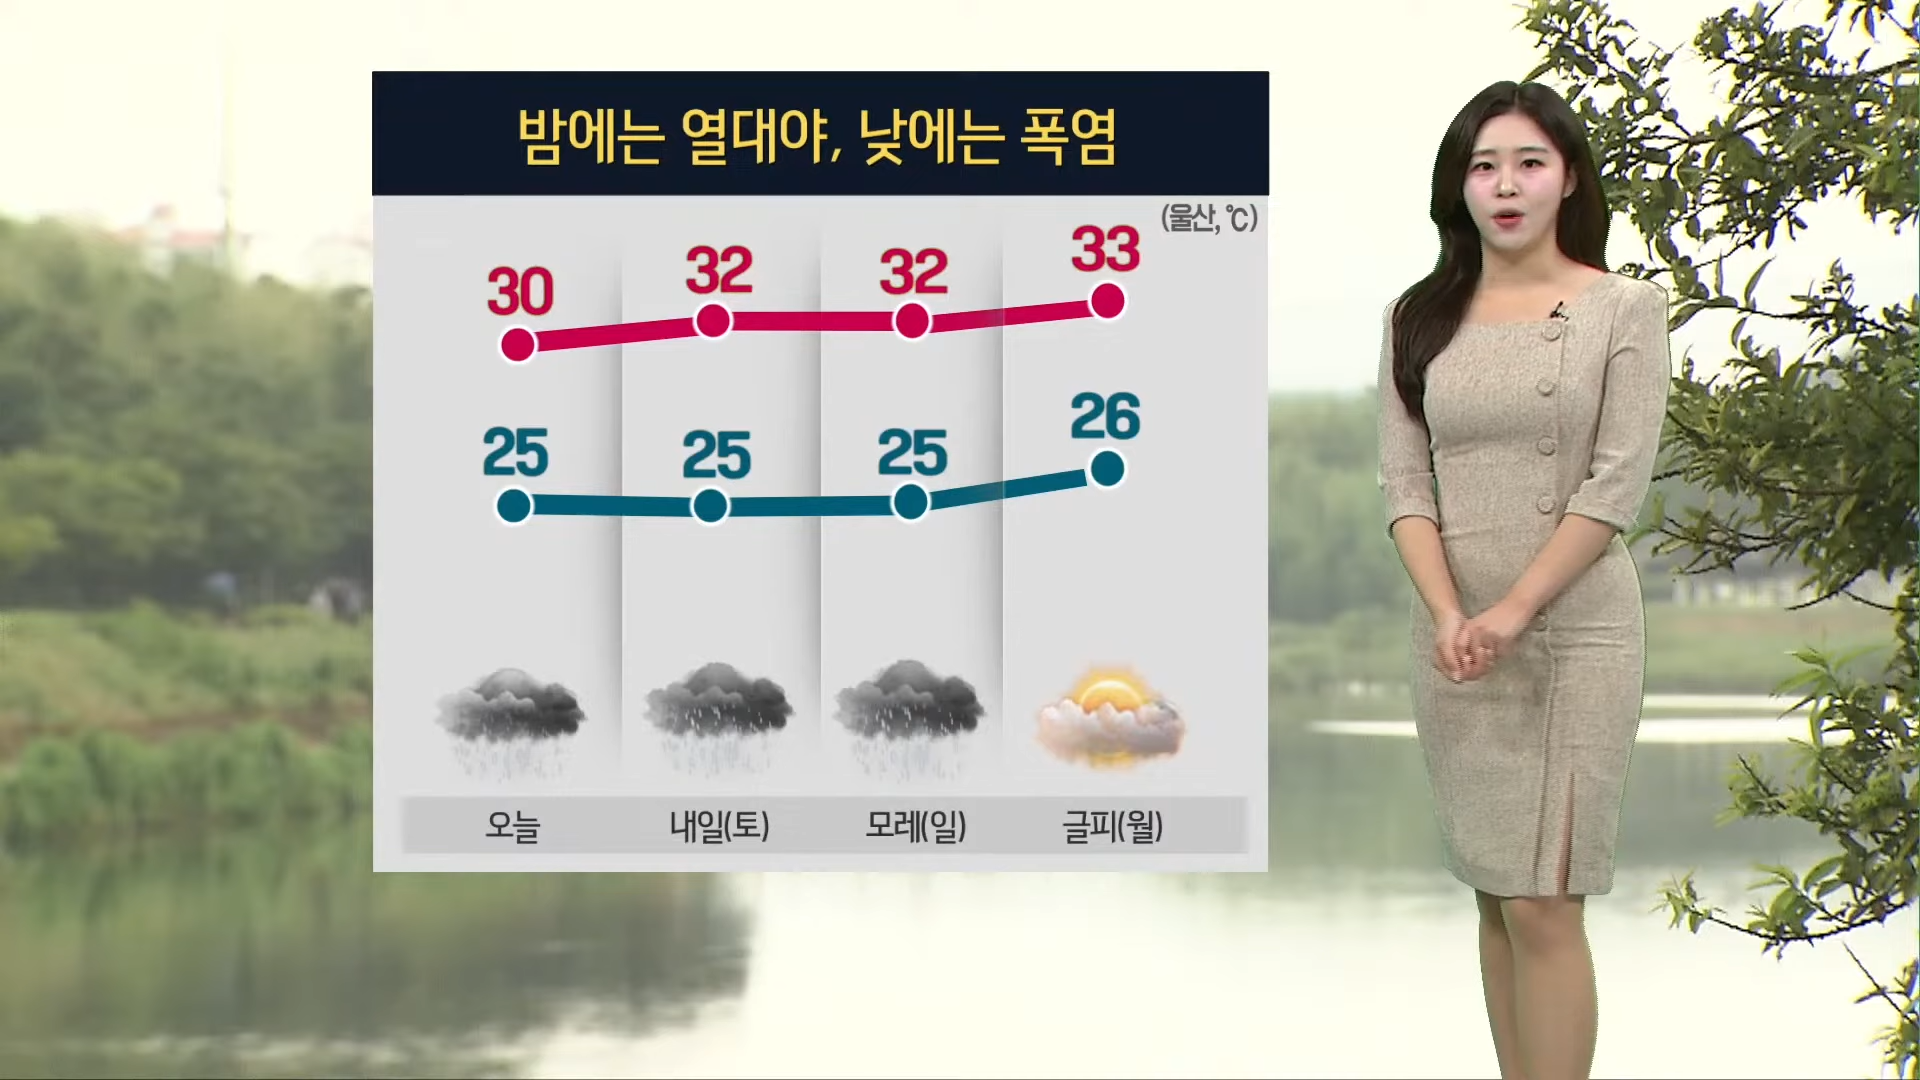 밤에는 열대야, 낮에는 폭염
(울산, ℃)
30 32 32 33
25 25 25 26
오늘 내일(토) 모레(일) 글피(월)